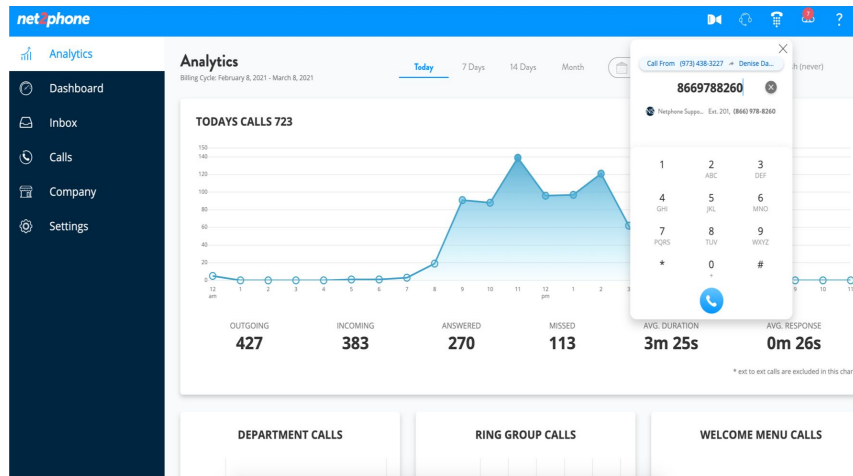 net2phone
7
?
Analytics
Dashboard
Inbox
Calls
Company
Settings
Analytics
Billing Cycle: February 8, 2021 - March 8, 2021
Today 7 Days 14 Days Month
h (never)
Call From (973) 438-3227 Denise Da...
8669788260
Netphone Suppo... Ext. 201, (866) 978-8260
1 2 3
ABC DEF
4 5 6
GHI JKL MNO
7 8 9
PQRS TUV WXYZ
* 0 #
+
TODAYS CALLS 723
150
140
120
100
80
60
40
20
0
12 1 2 3 4 5 6 7 8 9 10 11 12 1 2 3 9 10 11
am pm
OUTGOING INCOMING ANSWERED MISSED AVG. DURATION AVG. RESPONSE
427 383 270 113 3m 25s 0m 26s
* ext to ext calls are excluded in this char
DEPARTMENT CALLS RING GROUP CALLS WELCOME MENU CALLS